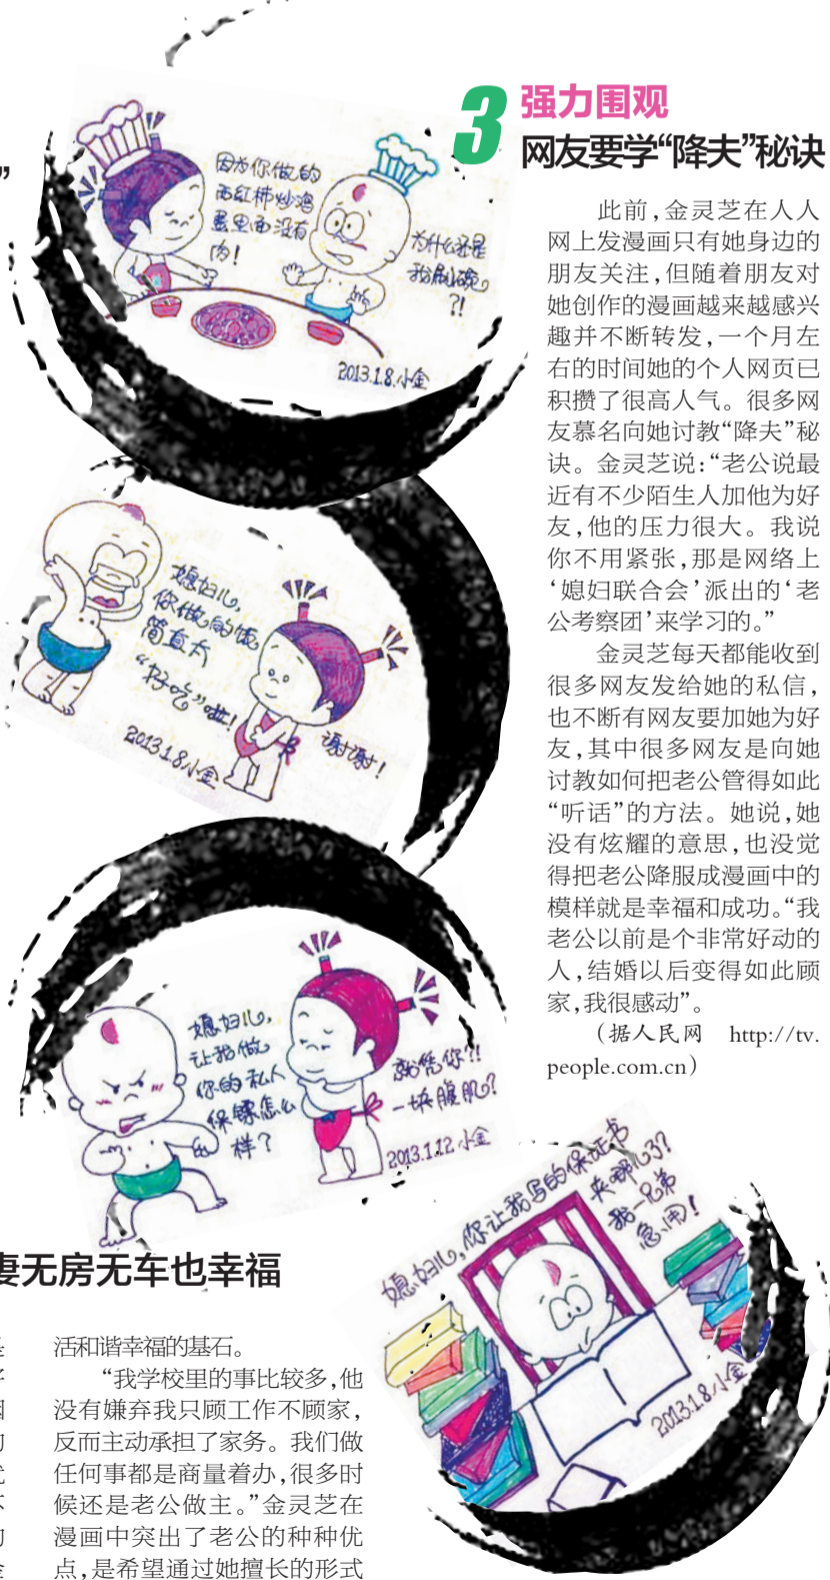 ”
因为你做的
西红柿炒鸡
蛋里面没有
肉！
为什么还是
我刷碗
？！
2013.1.8.小金
媳妇儿，
你做的饭
简直太
“好吃”啦！
谢谢！
2013.1.8.小金
媳妇儿，
让我做
你的私人
保镖怎么
样？
就凭你？！
一块腹肌？
2013.1.12 小金
媳妇儿，你让我写的保证书
夹哪儿了？
我一兄弟
急用！
2013.1.8.小金
3 强力围观
网友要学“降夫”秘诀
此前，金灵芝在人人
网上发漫画只有她身边的
朋友关注，但随着朋友对
她创作的漫画越来越感兴
趣并不断转发，一个月左
右的时间她的个人网页已
积攒了很高人气。很多网
友慕名向她讨教“降夫”秘
诀。金灵芝说：“老公说最
近有不少陌生人加他为好
友，他的压力很大。我说
你不用紧张，那是网络上
‘媳妇联合会’派出的‘老
公考察团’来学习的。”
金灵芝每天都能收到
很多网友发给她的私信，
也不断有网友要加她为好
友，其中很多网友是向她
讨教如何把老公管得如此
“听话”的方法。她说，她
没有炫耀的意思，也没觉
得把老公降服成漫画中的
模样就是幸福和成功。“我
老公以前是个非常好动的
人，结婚以后变得如此顾
家，我很感动”。
（据人民网　http://tv.
people.com.cn）
妻无房无车也幸福
活和谐幸福的基石。
“我学校里的事比较多，他
没有嫌弃我只顾工作不顾家，
反而主动承担了家务。我们做
任何事都是商量着办，很多时
候还是老公做主。”金灵芝在
漫画中突出了老公的种种优
点，是希望通过她擅长的形式